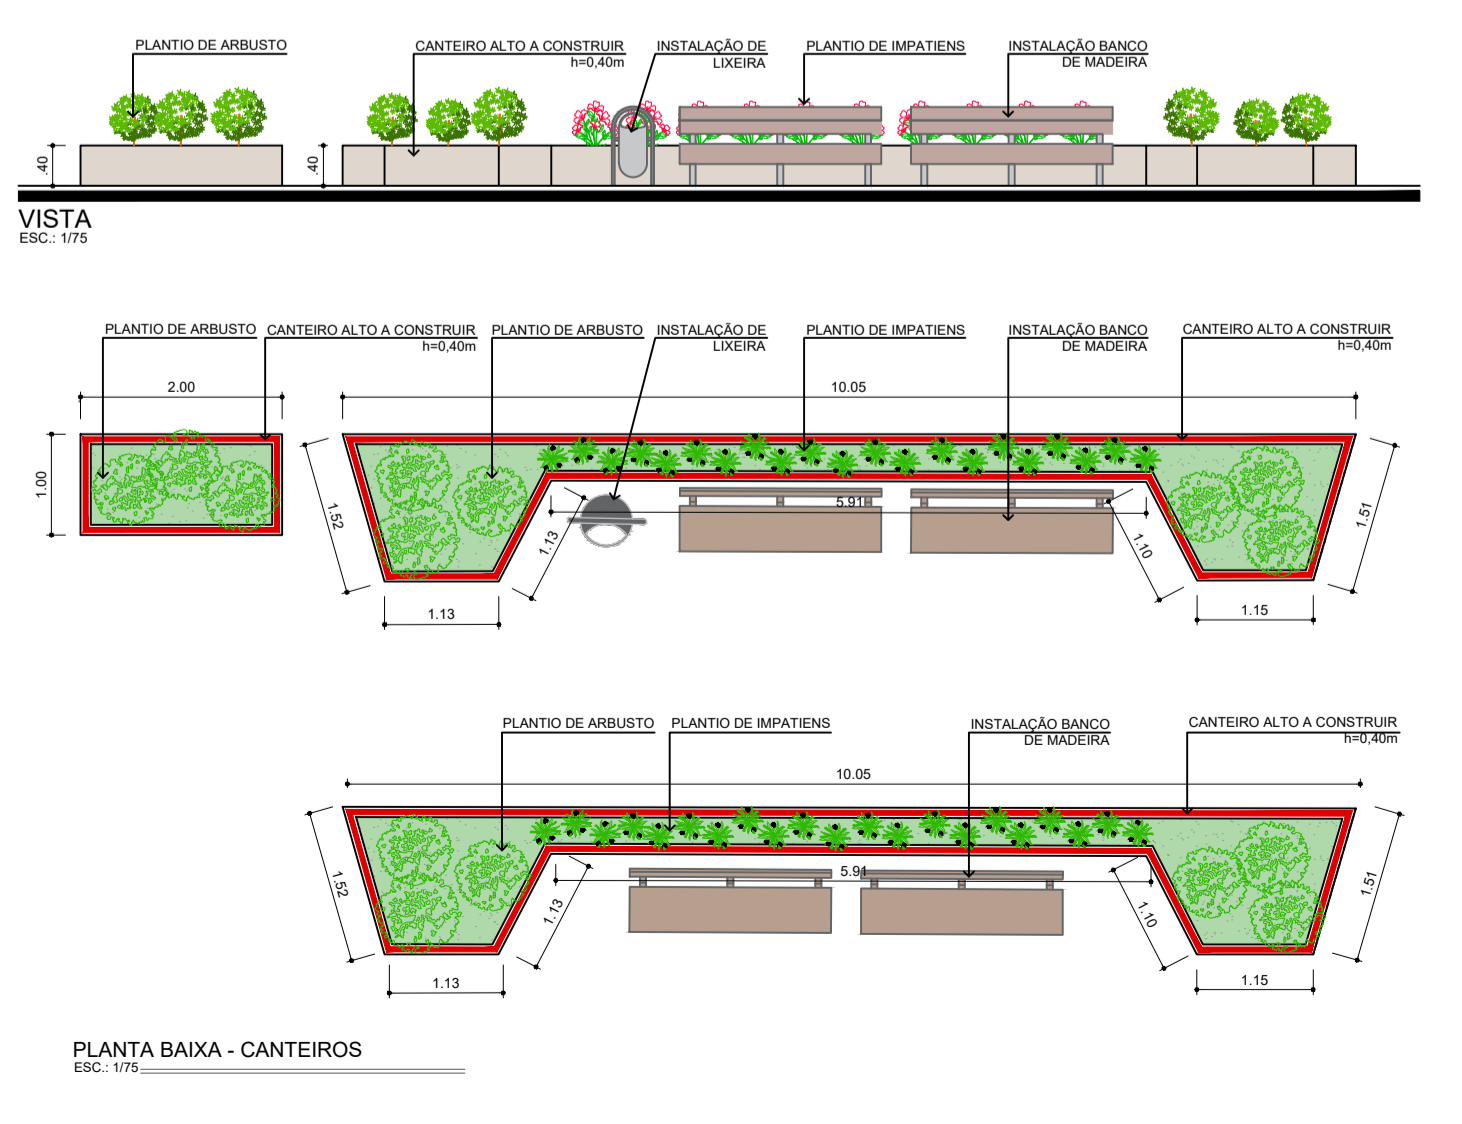 PLANTIO DE ARBUSTO
CANTEIRO ALTO A CONSTRUIR
h=0,40m
INSTALAÇÃO DE
LIXEIRA
PLANTIO DE IMPATIENS
INSTALAÇÃO BANCO
DE MADEIRA
.40
.40
VISTA
ESC.: 1/75
PLANTIO DE ARBUSTO
CANTEIRO ALTO A CONSTRUIR
h=0,40m
PLANTIO DE ARBUSTO
INSTALAÇÃO DE
LIXEIRA
PLANTIO DE IMPATIENS
INSTALAÇÃO BANCO
DE MADEIRA
CANTEIRO ALTO A CONSTRUIR
h=0,40m
2.00
10.05
1.00
1.52
1.13
5.91
1.10
1.51
1.13
1.15
PLANTIO DE ARBUSTO
PLANTIO DE IMPATIENS
INSTALAÇÃO BANCO
DE MADEIRA
CANTEIRO ALTO A CONSTRUIR
h=0,40m
10.05
1.52
1.13
5.91
1.10
1.51
1.13
1.15
PLANTA BAIXA - CANTEIROS
ESC.: 1/75